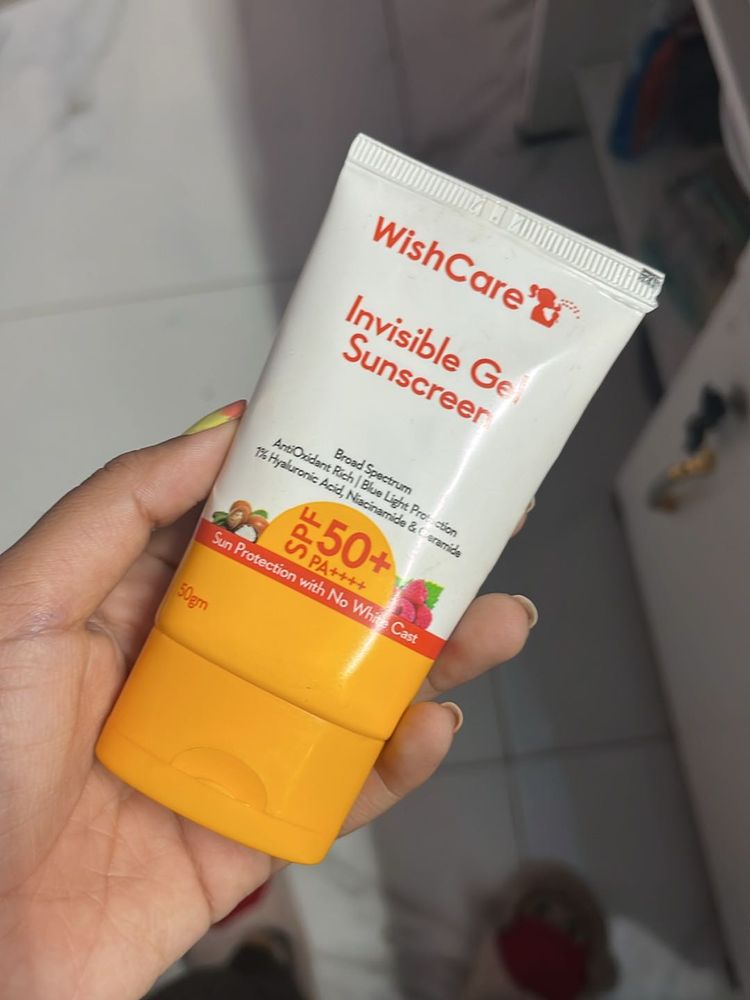 WishCare
Invisible Gel
Sunscreen
Broad Spectrum
AntiOxidant Rich | Blue Light Protection
1% Hyaluronic Acid, Niacinamide & Ceramide
SPF 50+
PA++++
Sun Protection with No White Cast
50gm